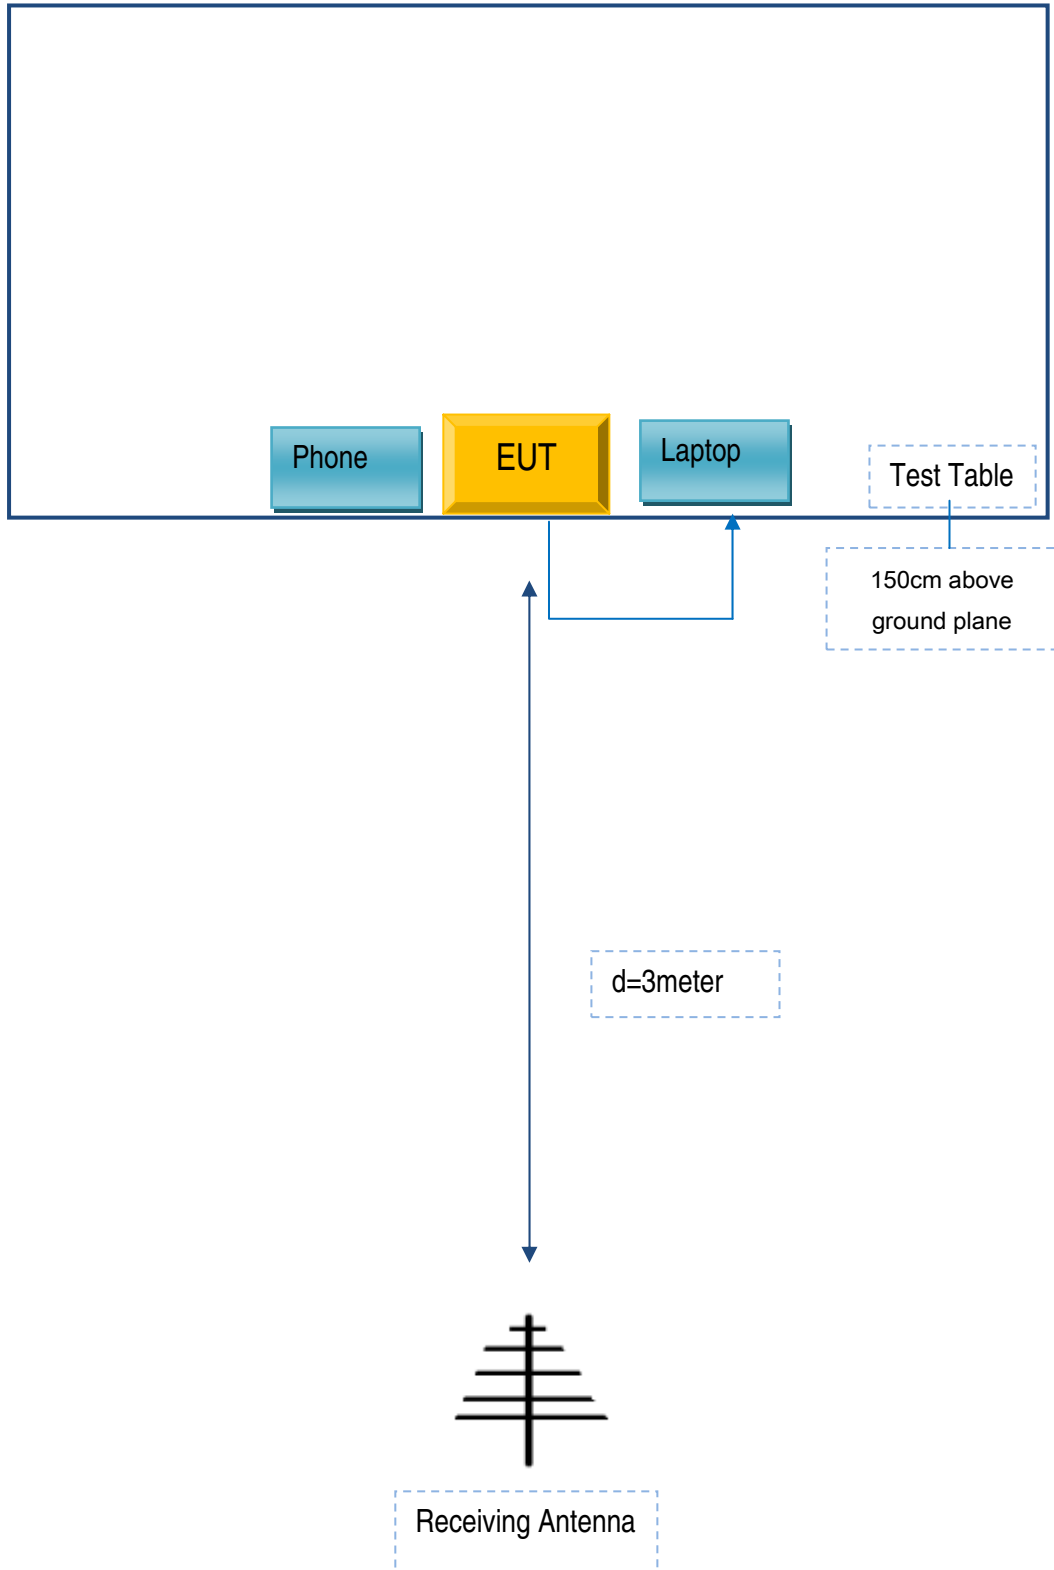 Phone
EUT
Laptop
Test Table
150cm above
ground plane
d=3meter
Receiving Antenna